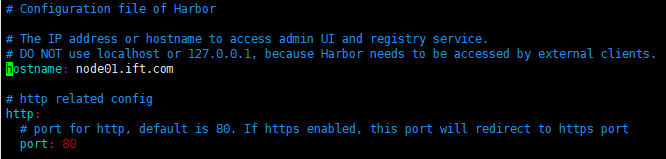 # Configuration file of Harbor
# The IP address or hostname to access admin UI and registry service.
# DO NOT use localhost or 127.0.0.1, because Harbor needs to be accessed by external clients.
hostname: node01.ift.com
# http related config
http:
# port for http, default is 80. If https enabled, this port will redirect to https port
port: 80